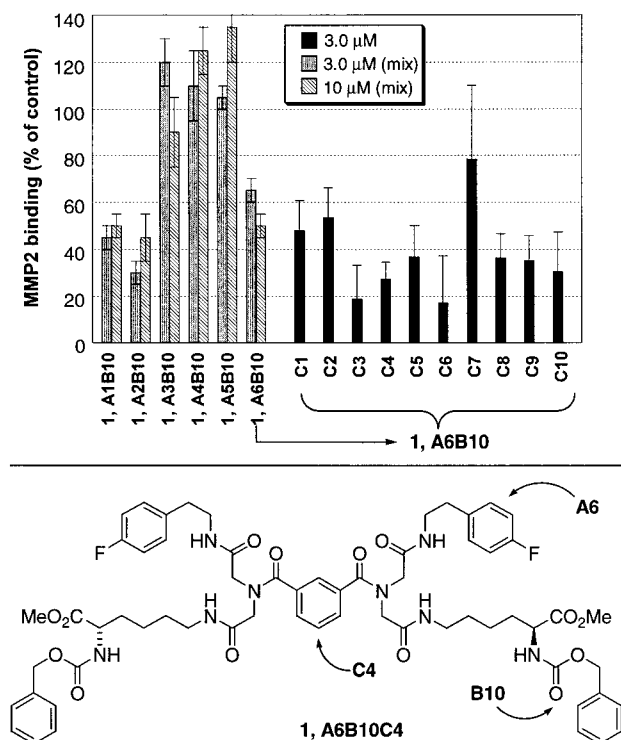 140
120
100
80
60
40
20
0
MMP2 binding (% of control)
3.0 μM
3.0 μM (mix)
10 μM (mix)
1, A1B10
1, A2B10
1, A3B10
1, A4B10
1, A5B10
1, A6B10
C1
C2
C3
C4
C5
C6
C7
C8
C9
C10
1, A6B10
A6
F
NH
O
O
O
O
NH
F
N
N
MeO2C
H
N
O
C4
O
N
H
CO2Me
HN
O
O
B10
NH
O
O
1, A6B10C4